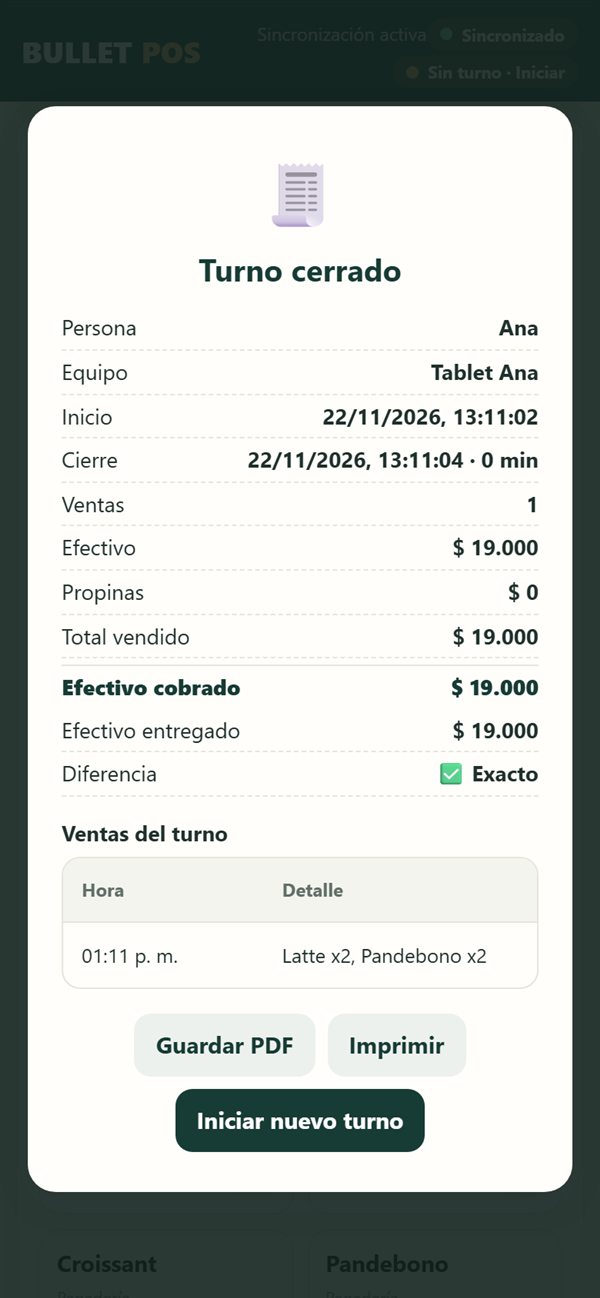 BULLET POS
Sincronización activa
Sincronizado
Sin turno · Iniciar
Turno cerrado
Persona Ana
Equipo Tablet Ana
Inicio 22/11/2026, 13:11:02
Cierre 22/11/2026, 13:11:04 · 0 min
Ventas 1
Efectivo $ 19.000
Propinas $ 0
Total vendido $ 19.000
Efectivo cobrado $ 19.000
Efectivo entregado $ 19.000
Diferencia ✅ Exacto
Ventas del turno
Hora Detalle
01:11 p. m. Latte x2, Pandebono x2
Guardar PDF Imprimir
Iniciar nuevo turno
Croissant Pandebono